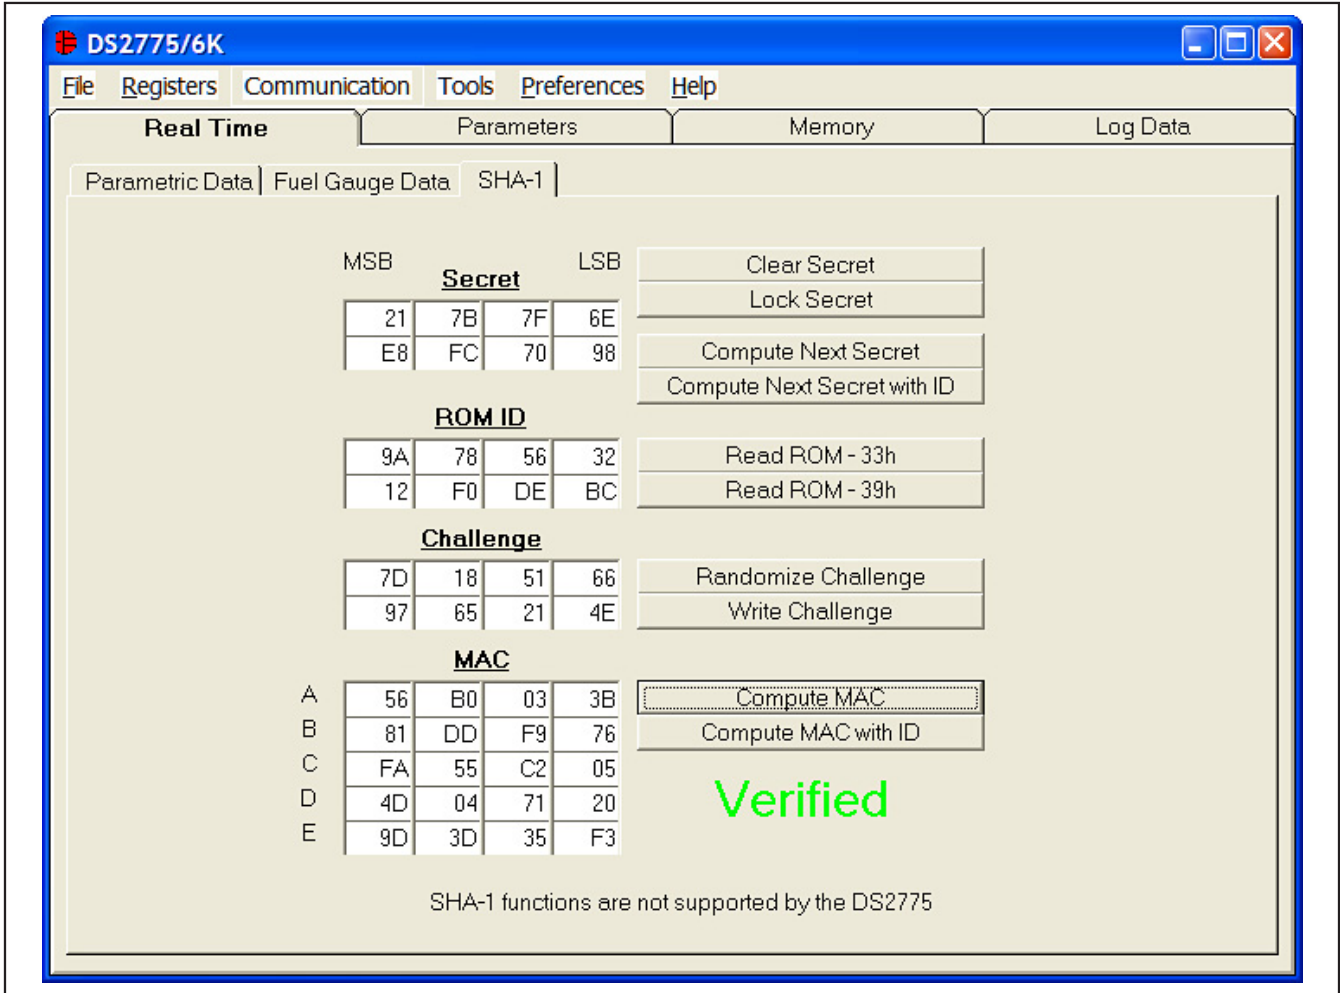 DS2775/6K
File Registers Communication Tools Preferences Help
Real Time Parameters Memory Log Data
Parametric Data Fuel Gauge Data SHA-1
MSB LSB
Secret
Clear Secret
Lock Secret
21 7B 7F 6E
E8 FC 70 98
Compute Next Secret
Compute Next Secret with ID
ROM ID
9A 78 56 32 Read ROM - 33h
12 F0 DE BC Read ROM - 39h
Challenge
7D 18 51 66 Randomize Challenge
97 65 21 4E Write Challenge
MAC
A 56 B0 03 3B Compute MAC
B 81 DD F9 76 Compute MAC with ID
C FA 55 C2 05
D 4D 04 71 20
E 9D 3D 35 F3
Verified
SHA-1 functions are not supported by the DS2775